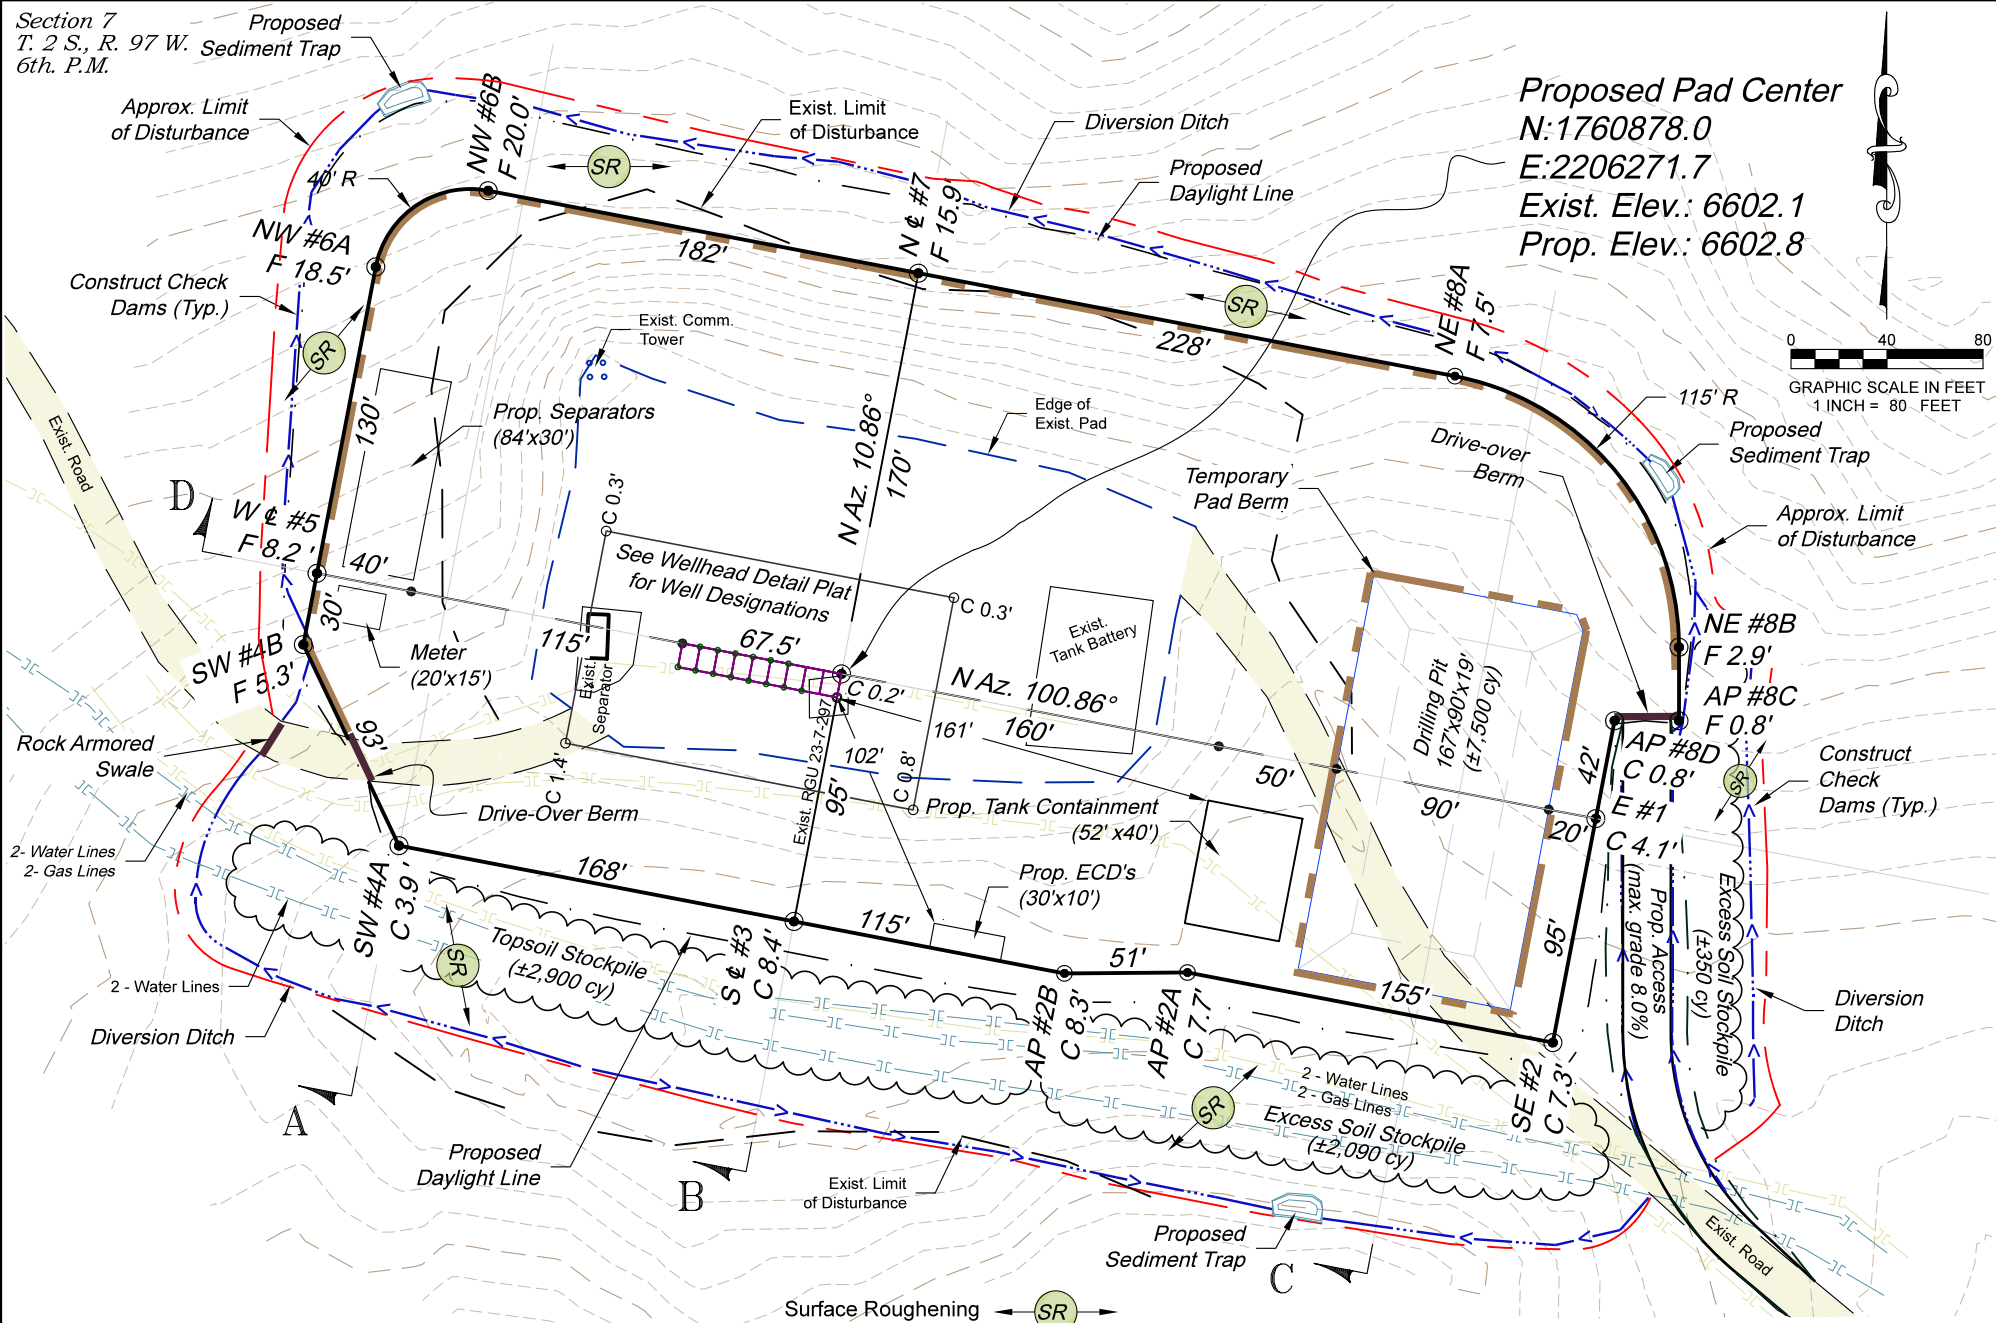 Section 7
T. 2 S., R. 97 W.
6th. P.M.
Proposed
Sediment Trap
Approx. Limit
of Disturbance
40' R
NW #6B
F 20.0'
SR
Exist. Limit
of Disturbance
Diversion Ditch
Proposed
Daylight Line
Proposed Pad Center
N:1760878.0
E:2206271.7
Exist. Elev.: 6602.1
Prop. Elev.: 6602.8
0 40 80
GRAPHIC SCALE IN FEET
1 INCH = 80 FEET
NW #6A
F 18.5'
Construct Check
Dams (Typ.)
SR
182'
N ℄ #7
F 15.9'
SR
228'
NE #8A
F 7.5'
115' R
Proposed
Sediment Trap
Exist. Comm.
Tower
Edge of
Exist. Pad
Drive-over
Berm
Temporary
Pad Berm
Approx. Limit
of Disturbance
Exist. Road
130'
Prop. Separators
(84'x30')
N Az. 10.86°
170'
D
W ℄ #5
F 8.2 '
40'
C 0.3'
See Wellhead Detail Plat
for Well Designations
C 0.3'
Exist.
Tank Battery
30'
115'
67.5'
Meter
(20'x15')
Exist.
Separator
C 0.2'
N Az. 100.86°
161'
160'
Drilling Pit
167'x90'x19'
(±7,500 cy)
NE #8B
F 2.9'
AP #8C
F 0.8'
SW #4B
F 5.3'
Rock Armored
Swale
93'
Drive-Over Berm
C 1.4'
Exist. RGU 23-7-297
95'
102'
C 0.8'
50'
90'
20'
42'
AP #8D
C 0.8'
E #1
C 4.1'
SR
Construct
Check
Dams (Typ.)
2- Water Lines
2- Gas Lines
Prop. Tank Containment
(52' x40')
Prop. ECD's
(30'x10')
168'
115'
51'
155'
95'
SW #4A
C 3.9 '
S ℄ #3
C 8.4'
AP #2B
C 8.3'
AP #2A
C 7.7'
SE #2
C 7.3'
Prop. Access
(max. grade 8.0%)
Excess Soil Stockpile
(±350 cy)
Diversion
Ditch
2 - Water Lines
Diversion Ditch
SR
Topsoil Stockpile
(±2,900 cy)
SR
2 - Water Lines
2 - Gas Lines
Excess Soil Stockpile
(±2,090 cy)
A
Proposed
Daylight Line
B
Exist. Limit
of Disturbance
Proposed
Sediment Trap
C
Exist. Road
Surface Roughening
SR